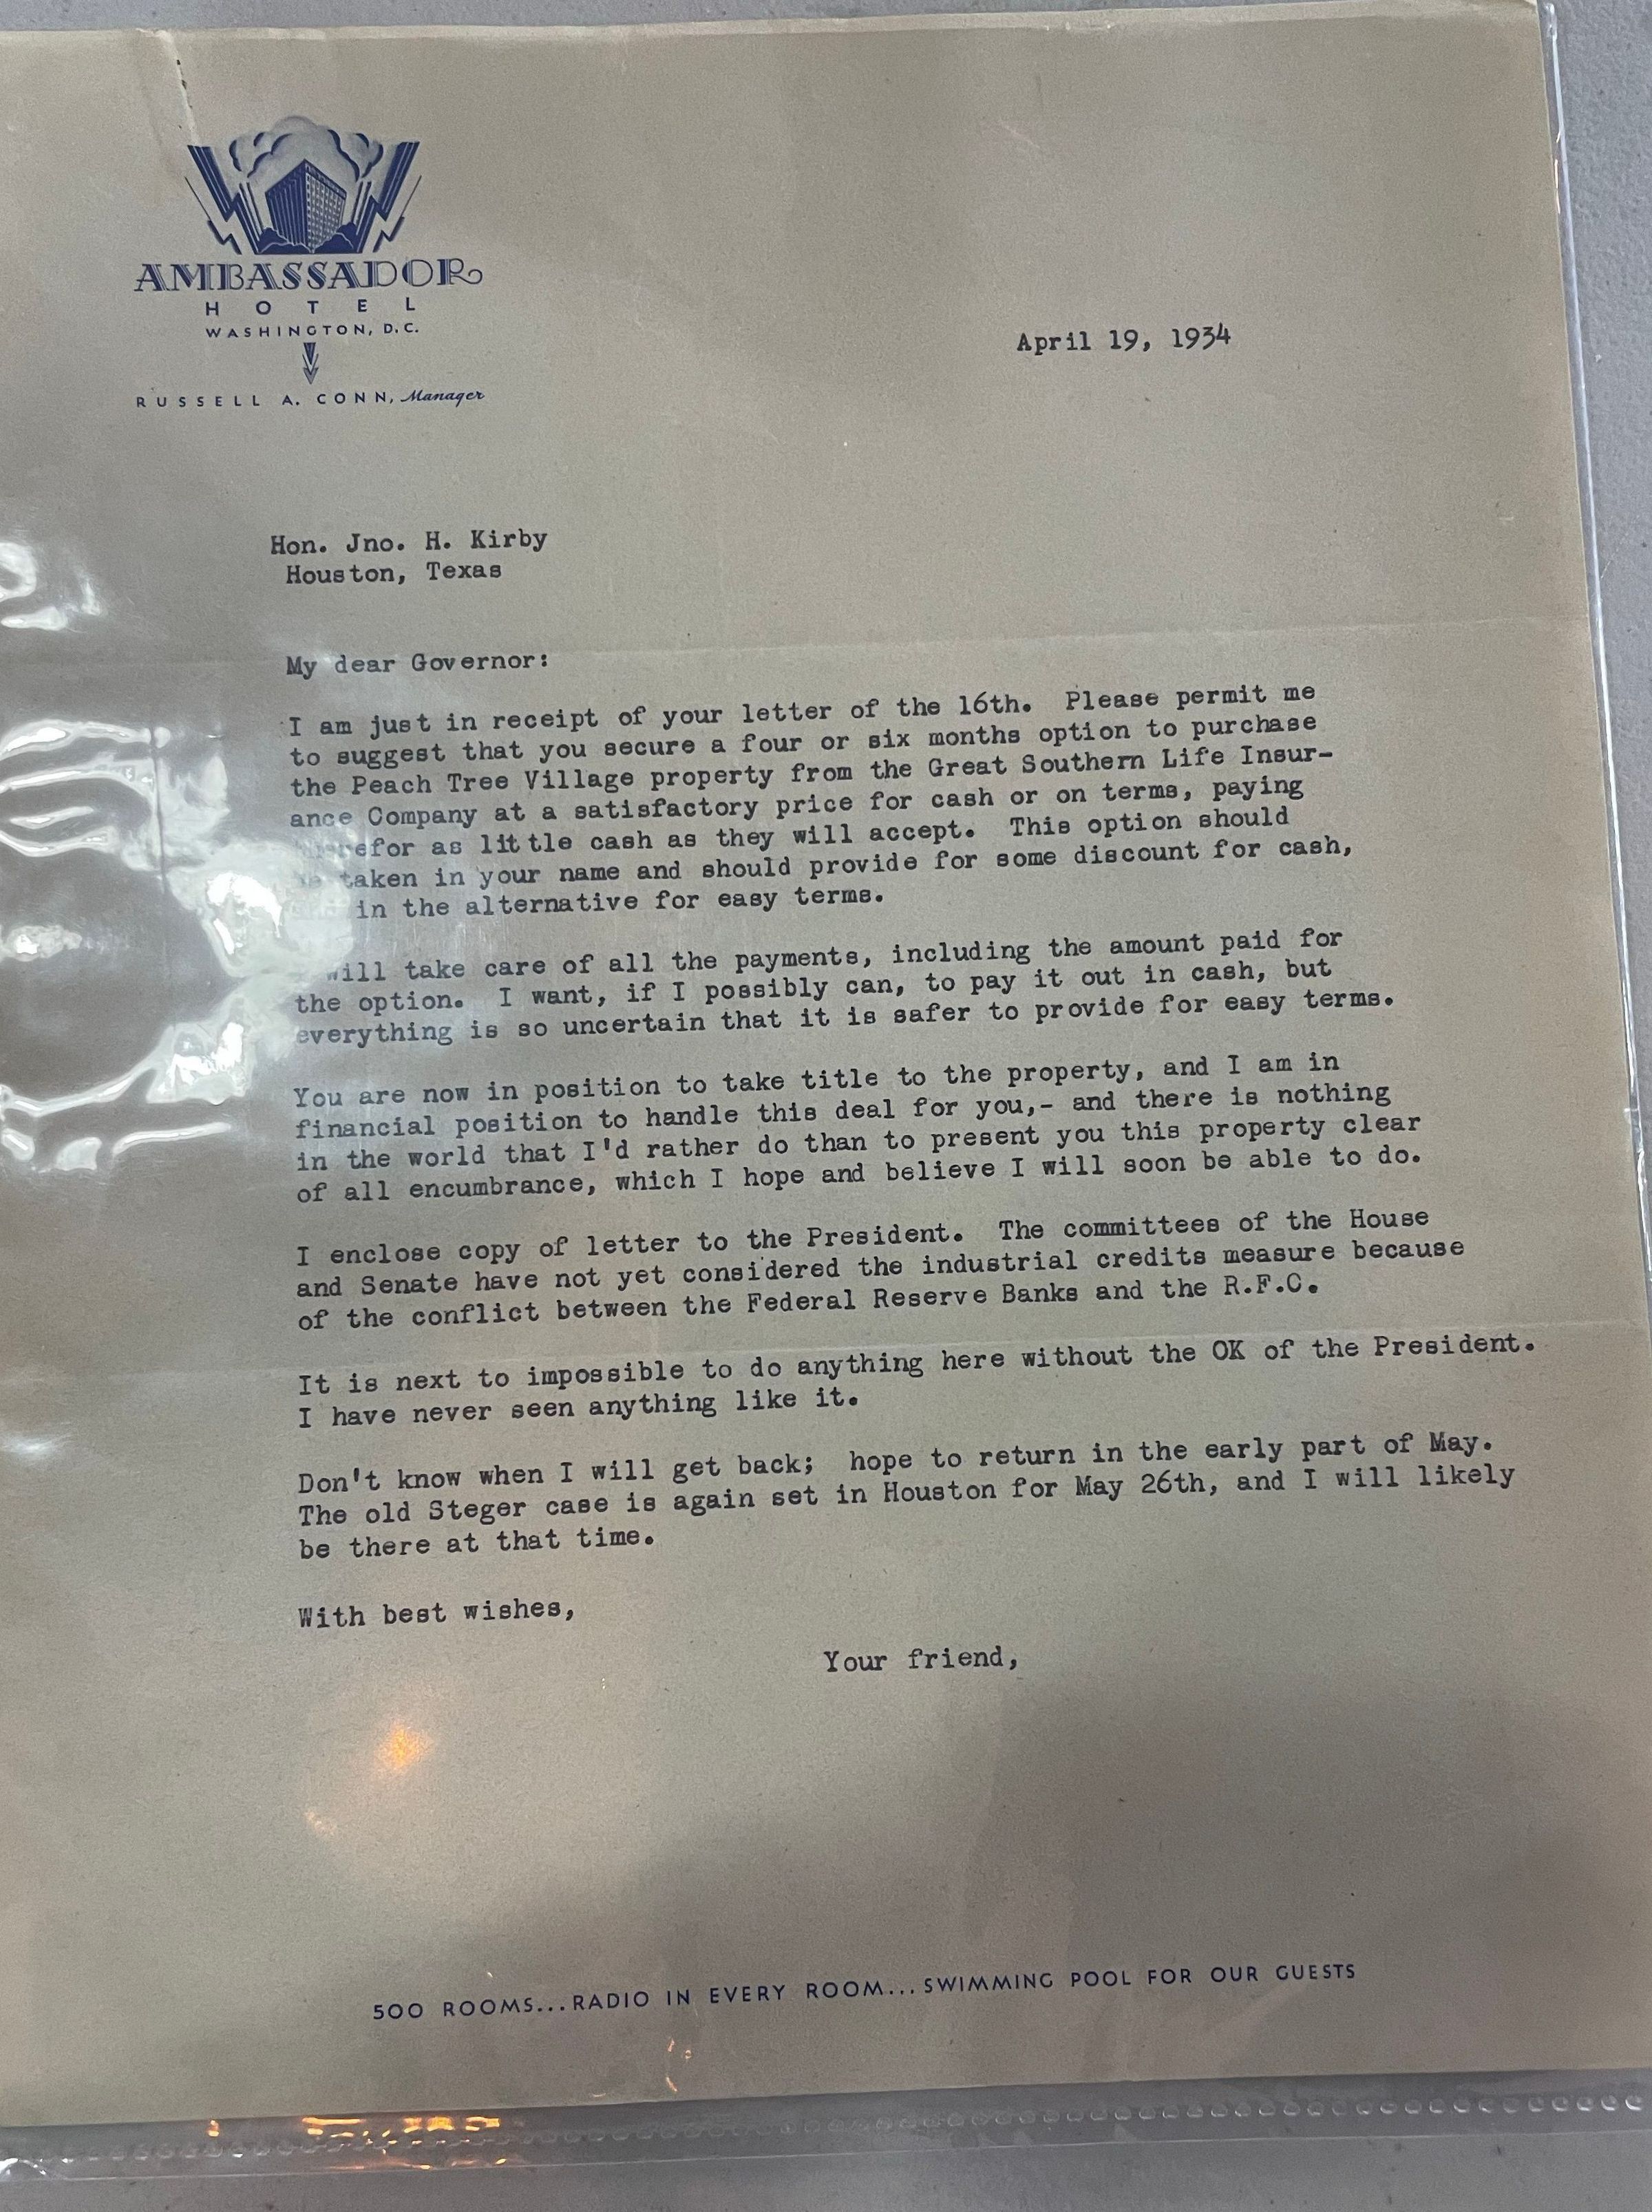 AMBASSADOR
HOTEL
WASHINGTON, D.C.
RUSSELL A. CONN, Manager
April 19, 1934
Hon. Jno. H. Kirby
Houston, Texas
My dear Governor:
I am just in receipt of your letter of the 16th. Please permit me
to suggest that you secure a four or six months option to purchase
the Peach Tree Village property from the Great Southern Life Insur-
ance Company at a satisfactory price for cash or on terms, paying
therefor as little cash as they will accept. This option should
be taken in your name and should provide for some discount for cash,
in the alternative for easy terms.
will take care of all the payments, including the amount paid for
the option. I want, if I possibly can, to pay it out in cash, but
everything is so uncertain that it is safer to provide for easy terms.
You are now in position to take title to the property, and I am in
financial position to handle this deal for you,- and there is nothing
in the world that I'd rather do than to present you this property clear
of all encumbrance, which I hope and believe I will soon be able to do.
I enclose copy of letter to the President. The committees of the House
and Senate have not yet considered the industrial credits measure because
of the conflict between the Federal Reserve Banks and the R.F.C.
It is next to impossible to do anything here without the OK of the President.
I have never seen anything like it.
Don't know when I will get back; hope to return in the early part of May.
The old Steger case is again set in Houston for May 26th, and I will likely
be there at that time.
With best wishes,
Your friend,
500 ROOMS...RADIO IN EVERY ROOM...SWIMMING POOL FOR OUR GUESTS